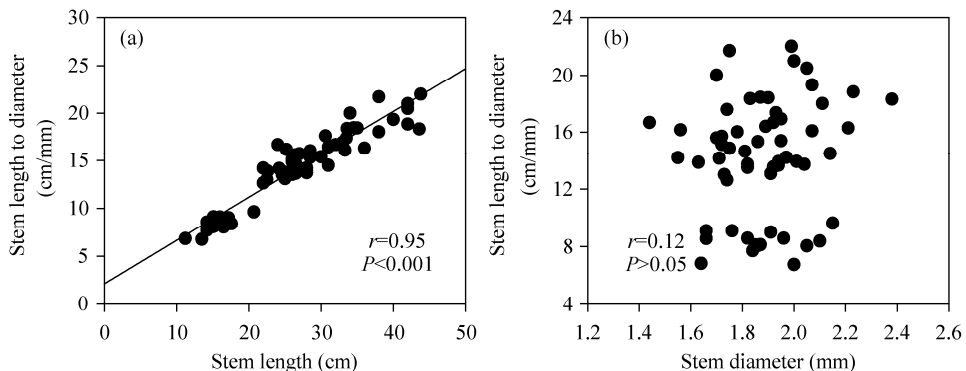 (a)
Stem length to diameter
(cm/mm)
30
25
20
15
10
5
0
r=0.95
P<0.001
0 10 20 30 40 50
Stem length (cm)
(b)
Stem length to diameter
(cm/mm)
24
20
16
12
8
4
r=0.12
P>0.05
1.2 1.4 1.6 1.8 2.0 2.2 2.4 2.6
Stem diameter (mm)